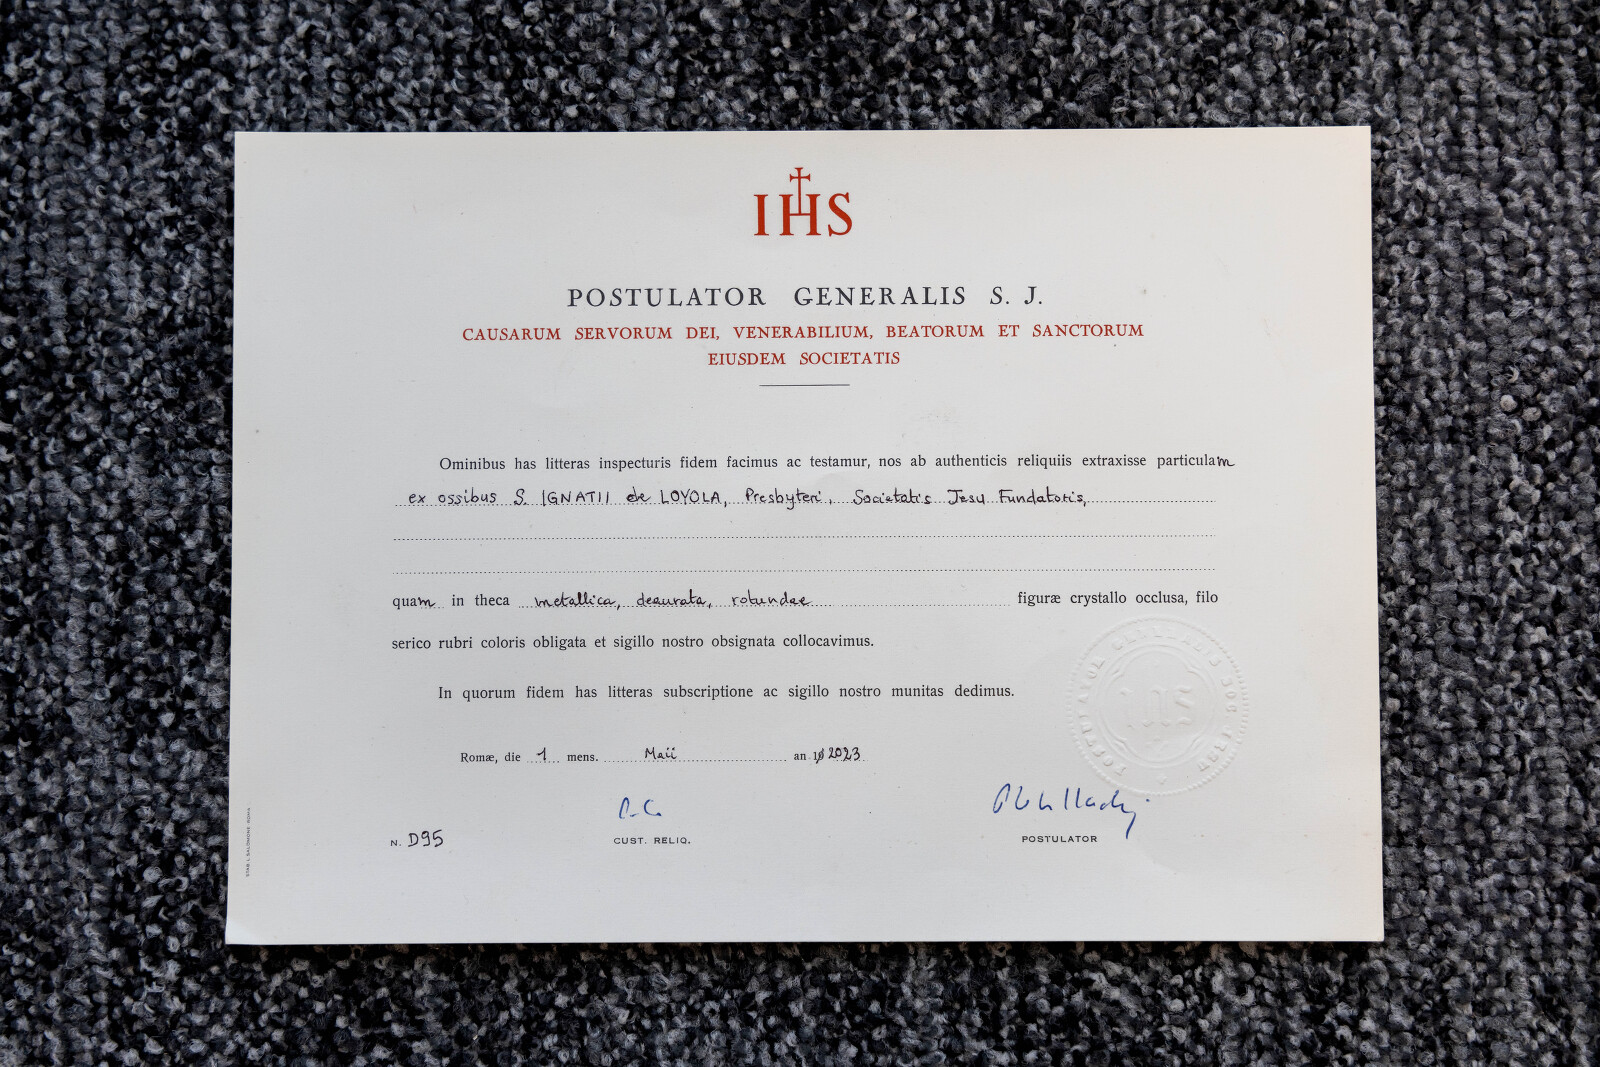 IHS
POSTULATOR GENERALIS S. J.
CAUSARUM SERVORUM DEI, VENERABILIUM, BEATORUM ET SANCTORUM
EIUSDEM SOCIETATIS
Ominibus has litteras inspecturis fidem facimus ac testamur, nos ab authenticis reliquiis extraxisse particulam
ex ossibus S. IGNATII de LOYOLA, Presbyteri, Societatis Jesu Fundatoris,
quam in theca metallica, deaurata, rotundae figuræ crystallo occlusa, filo
serico rubri coloris obligata et sigillo nostro obsignata collocavimus.
In quorum fidem has litteras subscriptione ac sigillo nostro munitas dedimus.
Romæ, die 1 mens. Maii an 19 2023
N. D95
CUST. RELIQ.
POSTULATOR
IHS